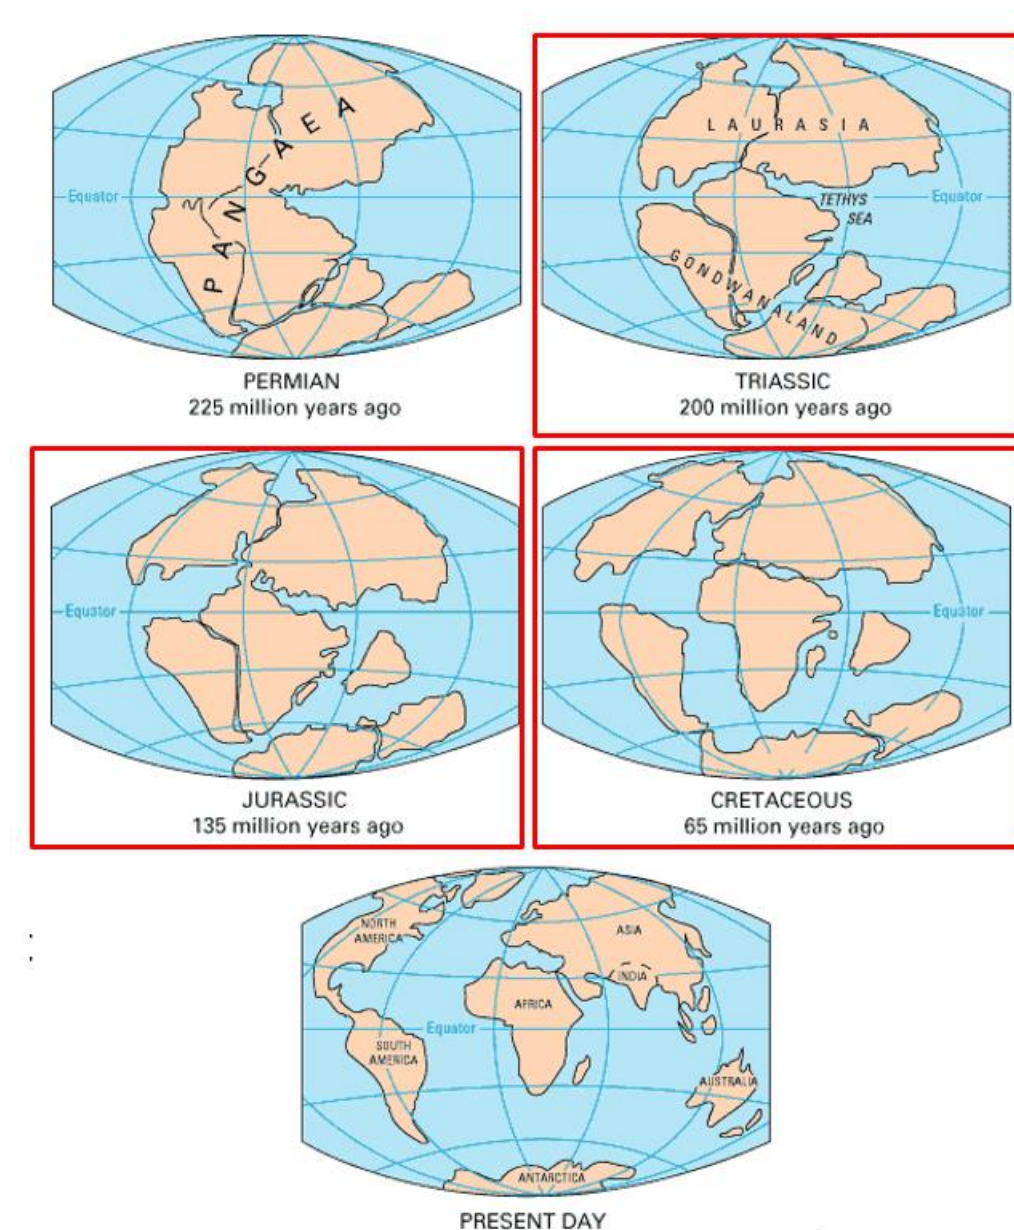 PANGAEA
Equator
PERMIAN
225 million years ago
LAURASIA
TETHYS
SEA
Equator
GONDWANALAND
TRIASSIC
200 million years ago
Equator
JURASSIC
135 million years ago
Equator
CRETACEOUS
65 million years ago
NORTH
AMERICA
ASIA
INDIA
AFRICA
Equator
SOUTH
AMERICA
AUSTRALIA
ANTARCTICA
PRESENT DAY